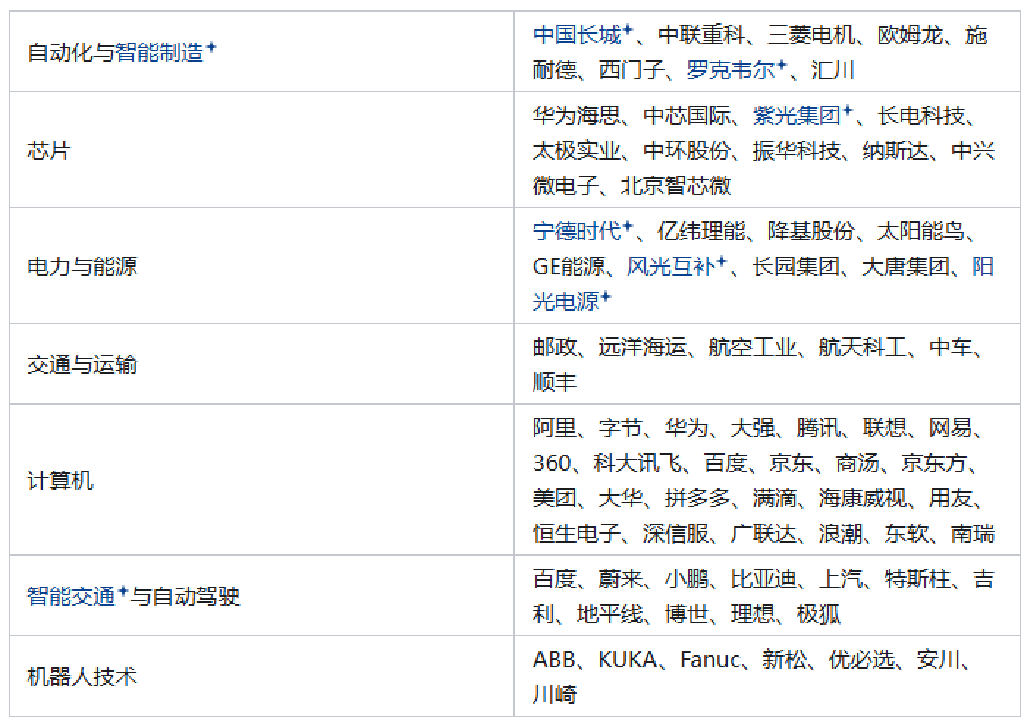 自动化与智能制造
中国长城、中联重科、三菱电机、欧姆龙、施
耐德、西门子、罗克韦尔、汇川
芯片
华为海思、中芯国际、紫光集团、长电科技、
太极实业、中环股份、振华科技、纳斯达、中兴
微电子、北京智芯微
电力与能源
宁德时代、亿纬理能、降基股份、太阳能鸟、
GE能源、风光互补、长园集团、大唐集团、阳
光电源
交通与运输
邮政、远洋海运、航空工业、航天科工、中车、
顺丰
计算机
阿里、字节、华为、大强、腾讯、联想、网易、
360、科大讯飞、百度、京东、商汤、京东方、
美团、大华、拼多多、满滴、海康威视、用友、
恒生电子、深信服、广联达、浪潮、东软、南瑞
智能交通与自动驾驶
百度、蔚来、小鹏、比亚迪、上汽、特斯柱、吉
利、地平线、博世、理想、极狐
机器人技术
ABB、KUKA、Fanuc、新松、优必选、安川、
川崎